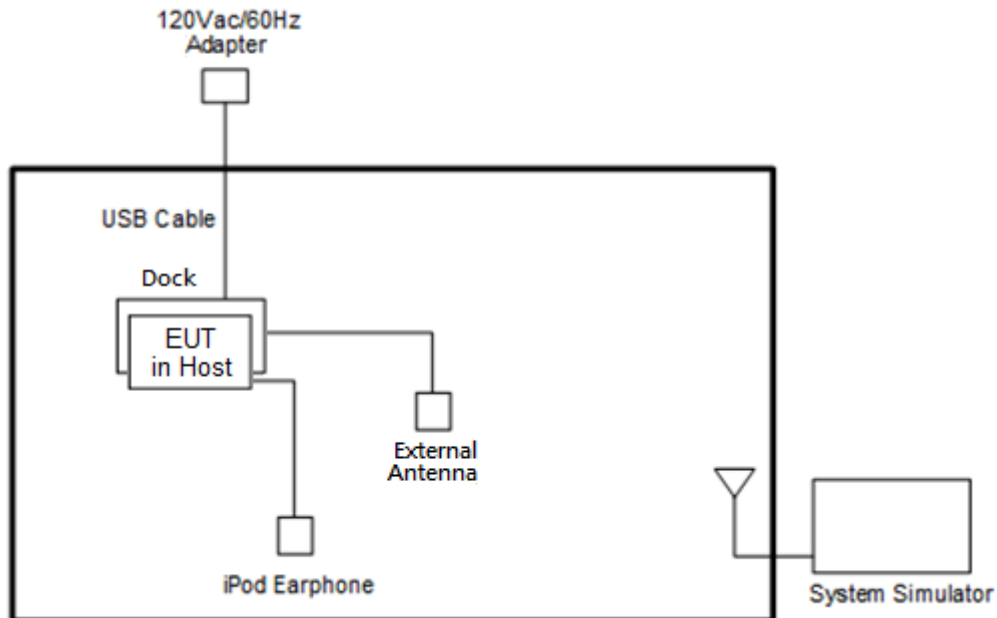 120Vac/60Hz
Adapter
USB Cable
Dock
EUT
in Host
External
Antenna
iPod Earphone
System Simulator